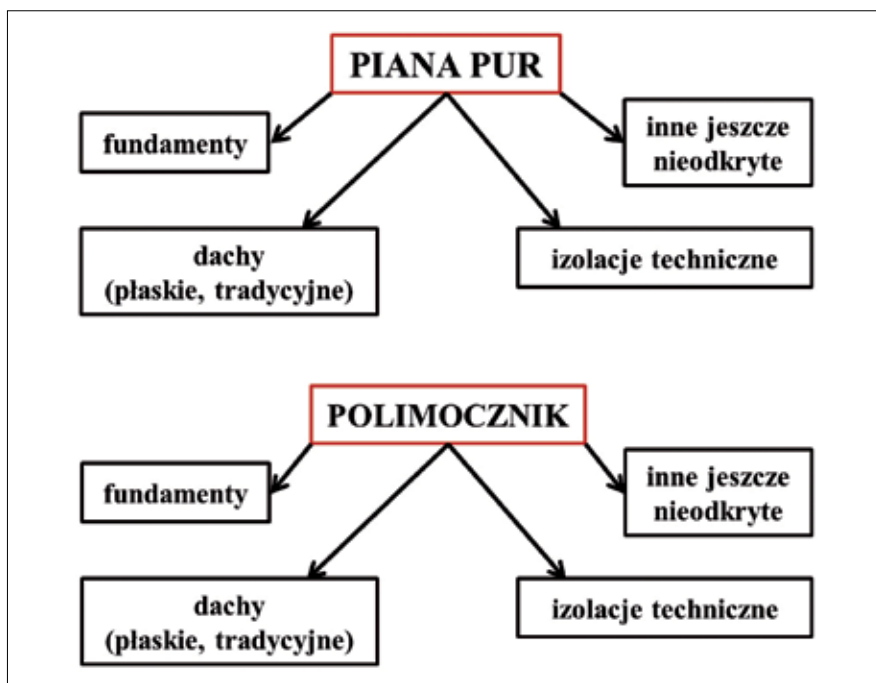 PIANA PUR
fundamenty
inne jeszcze
nieodkryte
dachy
(płaskie, tradycyjne)
izolacje techniczne
POLIMOCZNIK
fundamenty
inne jeszcze
nieodkryte
dachy
(płaskie, tradycyjne)
izolacje techniczne